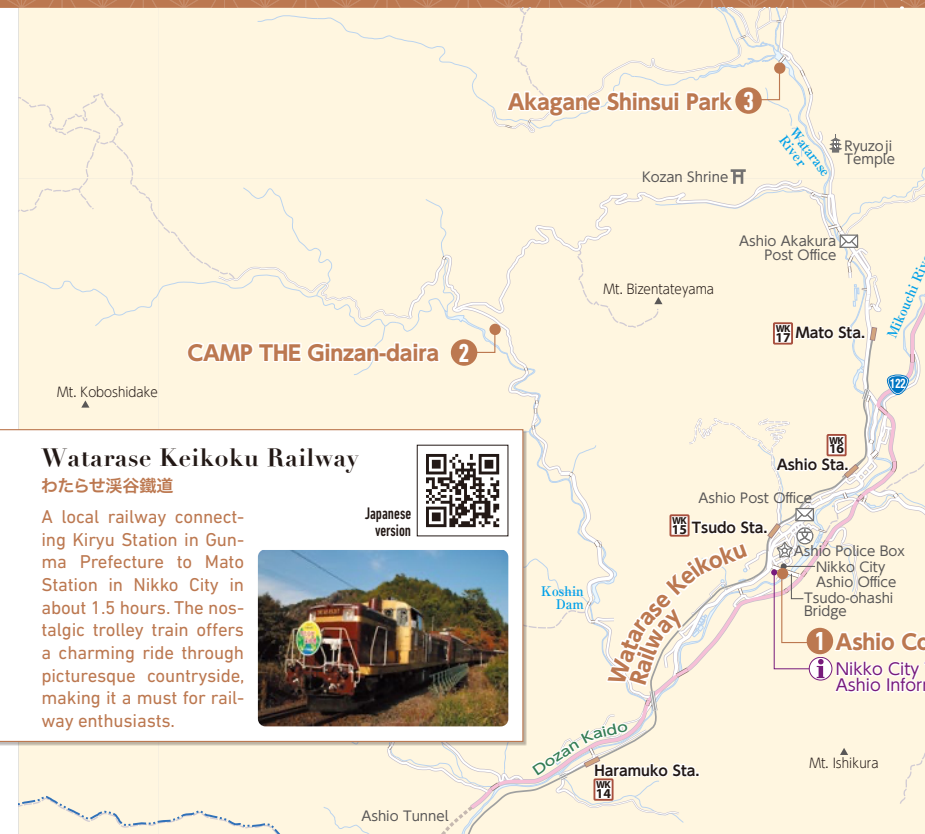 Akagane Shinsui Park 3
Watarase
River
Ryuzoji
Temple
Kozan Shrine
Ashio Akakura
Post Office
Mikouchi
Mt. Bizentateyama
WK
17
Mato Sta.
CAMP THE Ginzan-daira 2
122
Mt. Koboshidake
WK
16
Ashio Sta.
Watarase Keikoku Railway
わたらせ渓谷鐵道
Japanese
version
A local railway connect-
ing Kiryu Station in Gun-
ma Prefecture to Mato
Station in Nikko City in
about 1.5 hours. The nos-
talgic trolley train offers
a charming ride through
picturesque countryside,
making it a must for rail-
way enthusiasts.
Ashio Post Office
WK
15
Tsudo Sta.
文
Ashio Police Box
Nikko City
Ashio Office
Tsudo-ohashi
Bridge
Koshin
Dam
Watarase Keikoku
Railway
1 Ashio Co
i
Nikko City
Ashio Infor
Dozan Kaido
Haramuko Sta.
WK
14
Mt. Ishikura
Ashio Tunnel